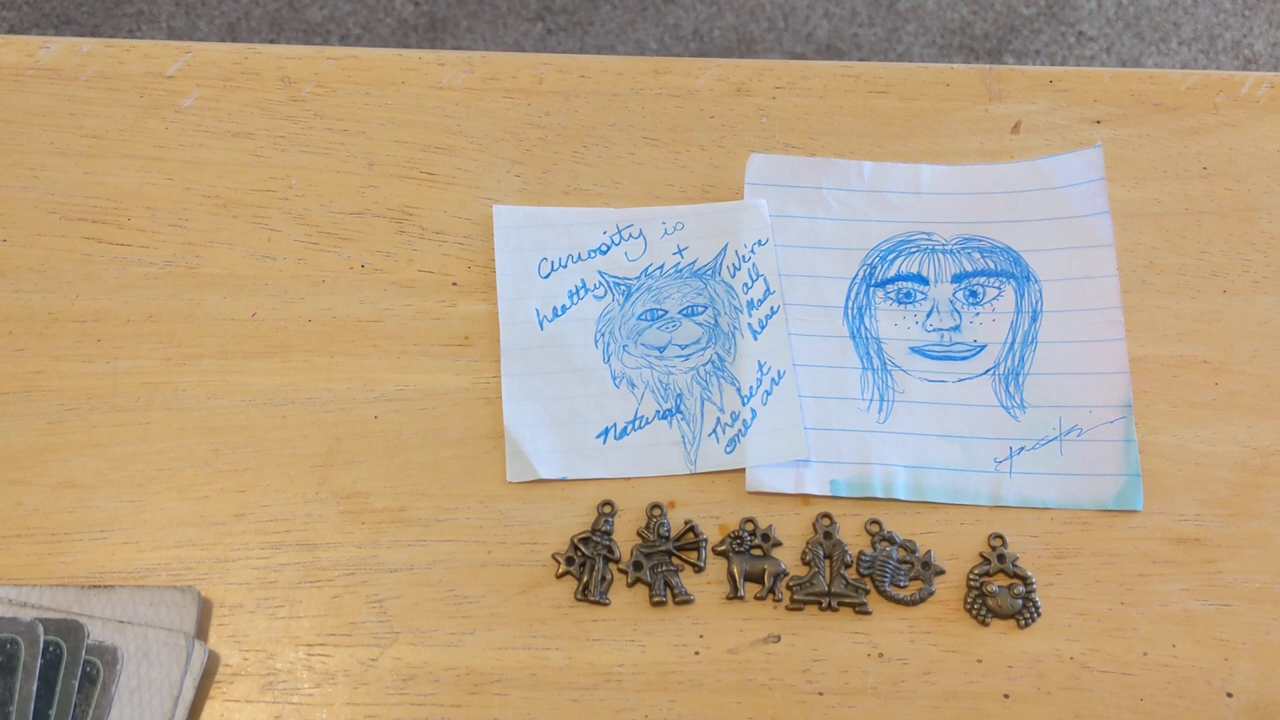 curiosity is
healthy +
Natural.
We're
all
Mad
here
The best
ones are